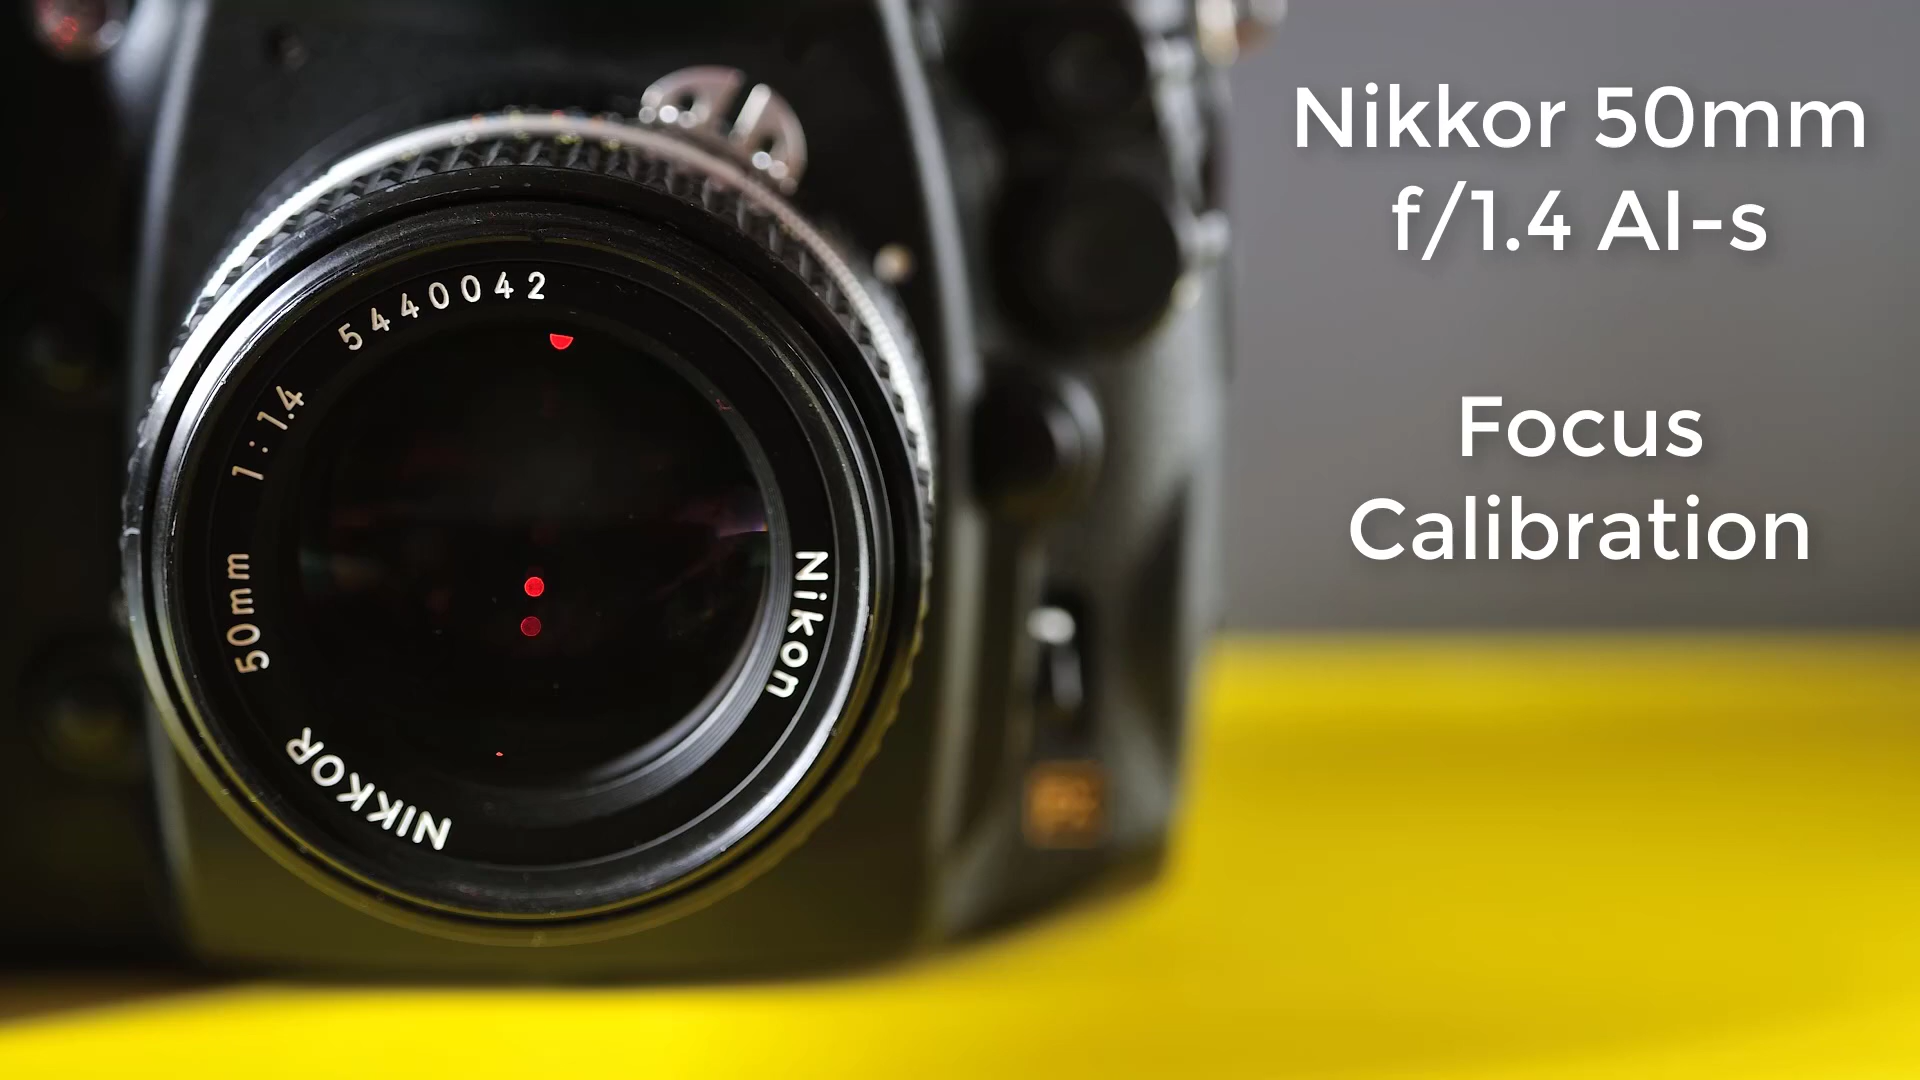 Nikkor 50mm
f/1.4 AI-s
Focus
Calibration
NIKKOR 50mm 1:1.4 5440042 Nikon